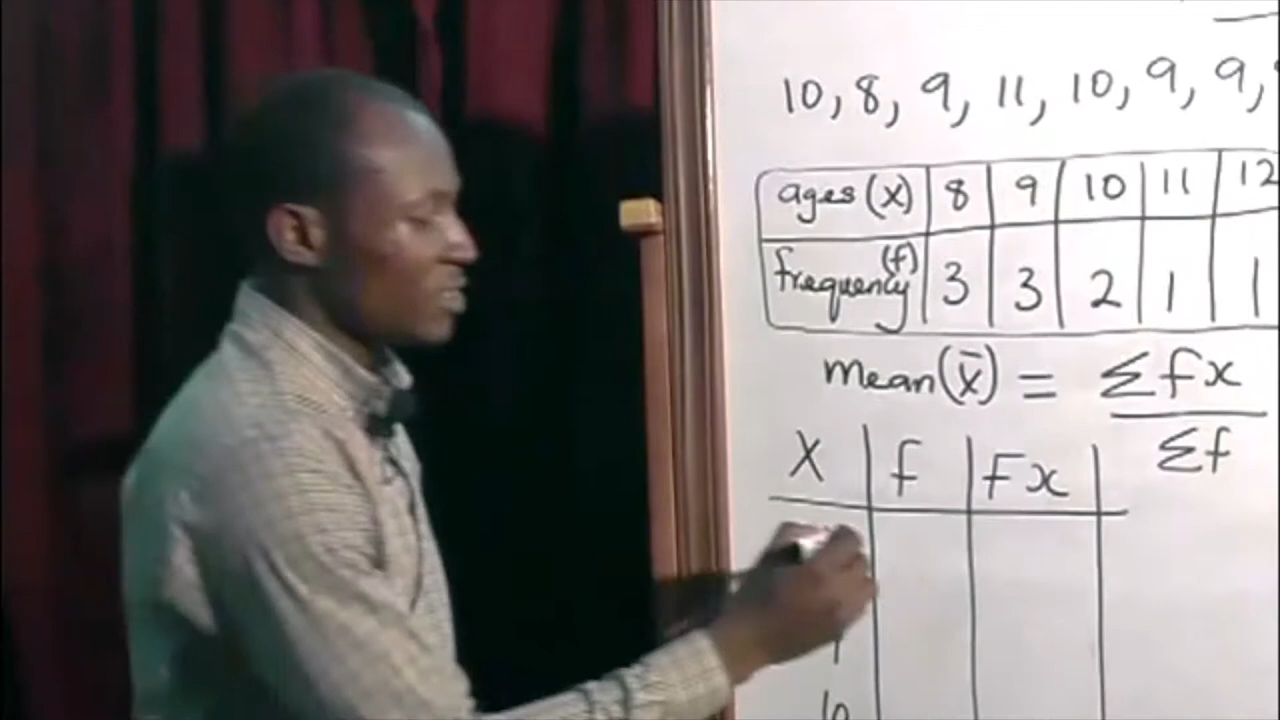 10, 8, 9, 11, 10, 9, 9,
ages (x) 8 9 10 11 12
frequency (f) 3 3 2 1 1
mean (x̄) = Σfx
Σf
x f Fx
10